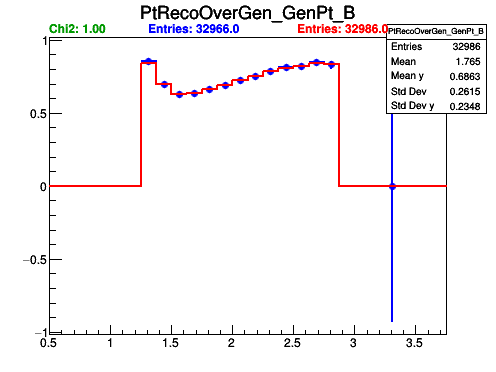 PtRecoOverGen_GenPt_B
Chi2: 1.00 Entries: 32966.0 Entries: 32986.0
PtRecoOverGen_GenPt_B
Entries 32986
Mean 1.765
Mean y 0.6863
Std Dev 0.2615
Std Dev y 0.2348
1
0.5
0
−0.5
−1
0.5 1 1.5 2 2.5 3 3.5